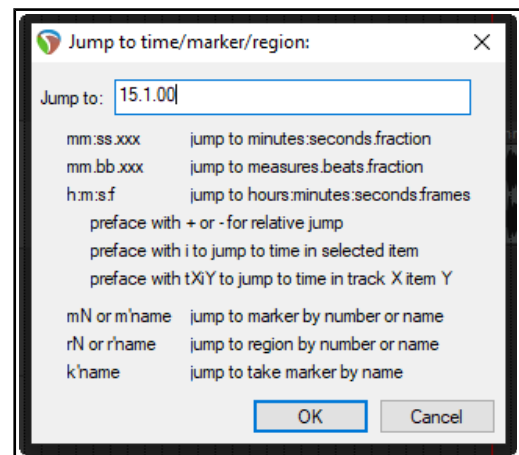 Jump to time/marker/region:
Jump to: 15.1.00
mm:ss.xxx jump to minutes:seconds.fraction
mm.bb.xxx jump to measures.beats.fraction
h:m:s:f jump to hours:minutes:seconds:frames
preface with + or - for relative jump
preface with i to jump to time in selected item
preface with tXiY to jump to time in track X item Y
mN or m'name jump to marker by number or name
rN or r'name jump to region by number or name
k'name jump to take marker by name
OK Cancel